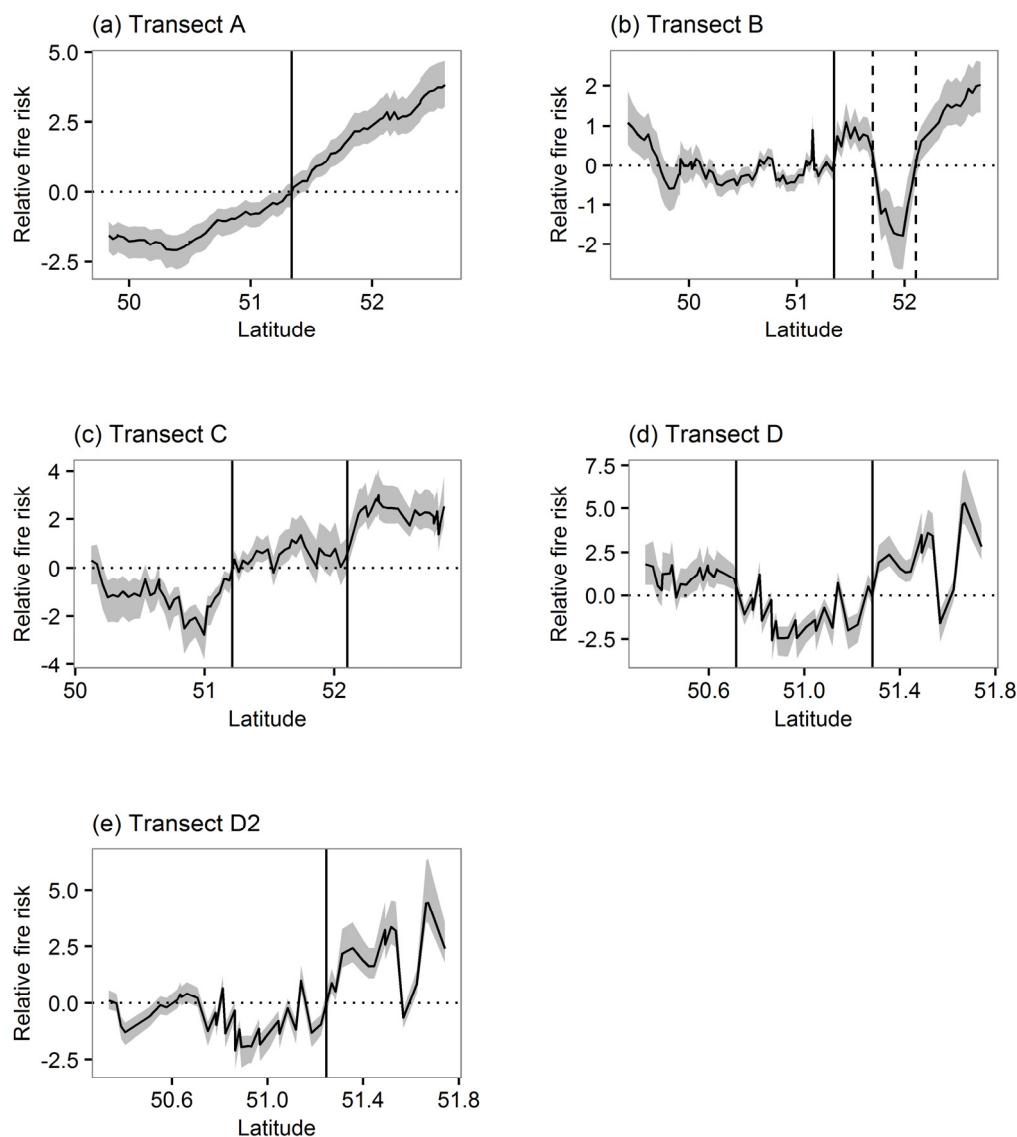 (a) Transect A
5.0
2.5
0.0
-2.5
Relative fire risk
50 51 52
Latitude
(b) Transect B
2
1
0
-1
-2
Relative fire risk
50 51 52
Latitude
(c) Transect C
4
2
0
-2
-4
Relative fire risk
50 51 52
Latitude
(d) Transect D
7.5
5.0
2.5
0.0
-2.5
Relative fire risk
50.6 51.0 51.4 51.8
Latitude
(e) Transect D2
5.0
2.5
0.0
-2.5
Relative fire risk
50.6 51.0 51.4 51.8
Latitude